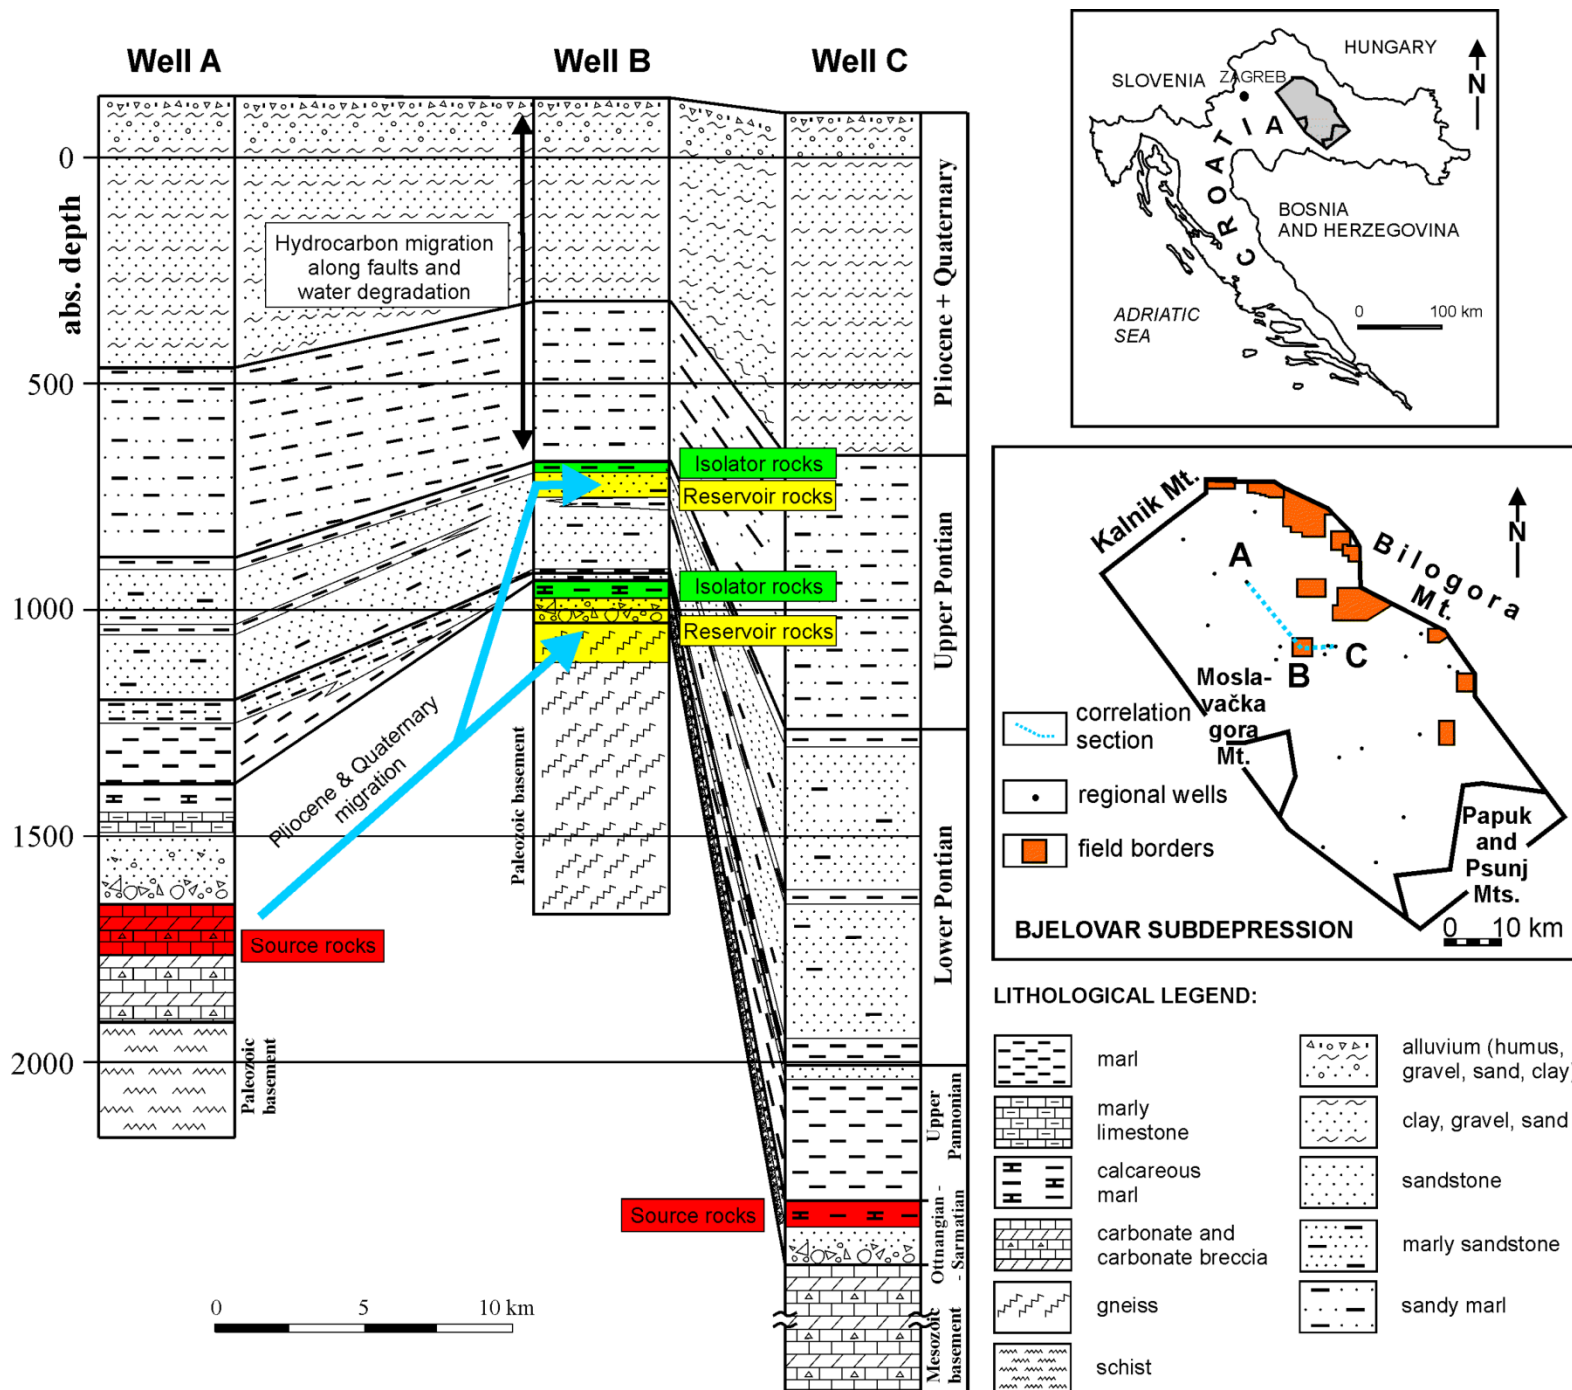 Well A
Well B
Well C
abs. depth
0
500
1000
1500
2000
Hydrocarbon migration
along faults and
water degradation
Isolator rocks
Reservoir rocks
Isolator rocks
Reservoir rocks
Pliocene & Quaternary
migration
Source rocks
Source rocks
Paleozoic
basement
Paleozoic basement
Pliocene + Quaternary
Upper Pontian
Lower Pontian
Upper
Pannonian
Ottnangian -
- Sarmatian
Mesozoic
basement
0 5 10 km
HUNGARY
SLOVENIA
ZAGREB
N
CROATIA
BOSNIA
AND HERZEGOVINA
ADRIATIC
SEA
0 100 km
Kalnik Mt.
Bilogora
Mt.
N
A
B
C
Mosla-
vačka
gora
Mt.
correlation
section
regional wells
field borders
Papuk
and
Psunj
Mts.
BJELOVAR SUBDEPRESSION
0 10 km
LITHOLOGICAL LEGEND:
marl
marly
limestone
calcareous
marl
carbonate and
carbonate breccia
gneiss
schist
alluvium (humus,
gravel, sand, clay)
clay, gravel, sand
sandstone
marly sandstone
sandy marl